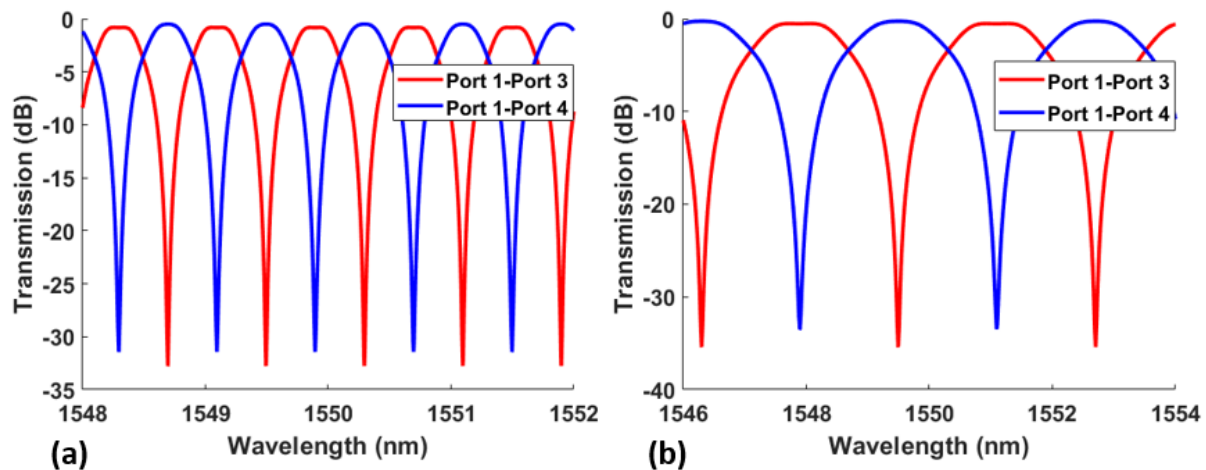 0
-5
-10
-15
-20
-25
-30
-35
Transmission (dB)
Port 1-Port 3
Port 1-Port 4
1548
1549
1550
1551
1552
Wavelength (nm)
(a)
0
-10
-20
-30
-40
Transmission (dB)
Port 1-Port 3
Port 1-Port 4
1546
1548
1550
1552
1554
Wavelength (nm)
(b)